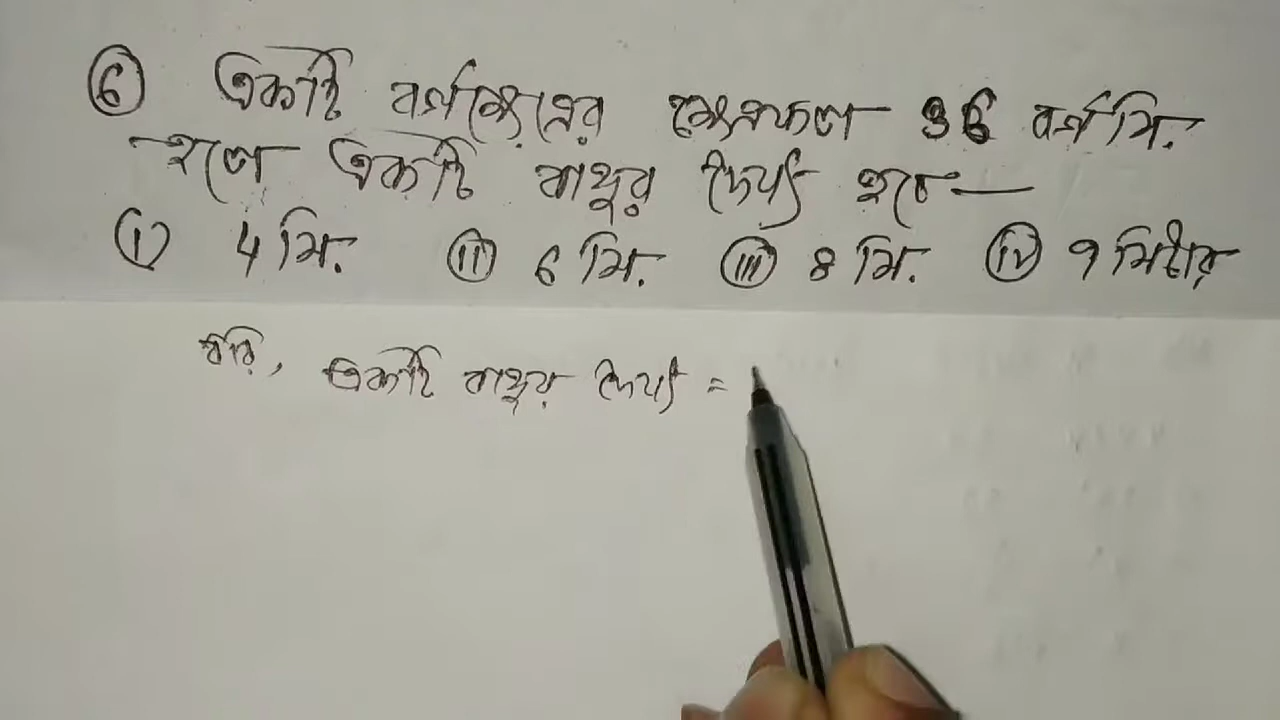 ⑥ একটি বর্গক্ষেত্রের ক্ষেত্রফল 36 বর্গমি.
হলে একটি বাহুর দৈর্ঘ্য হবে —
(i) 4 মি. (ii) 6 মি. (iii) 8 মি. (iv) 9 মিটার
ধরি, একটি বাহুর দৈর্ঘ্য =